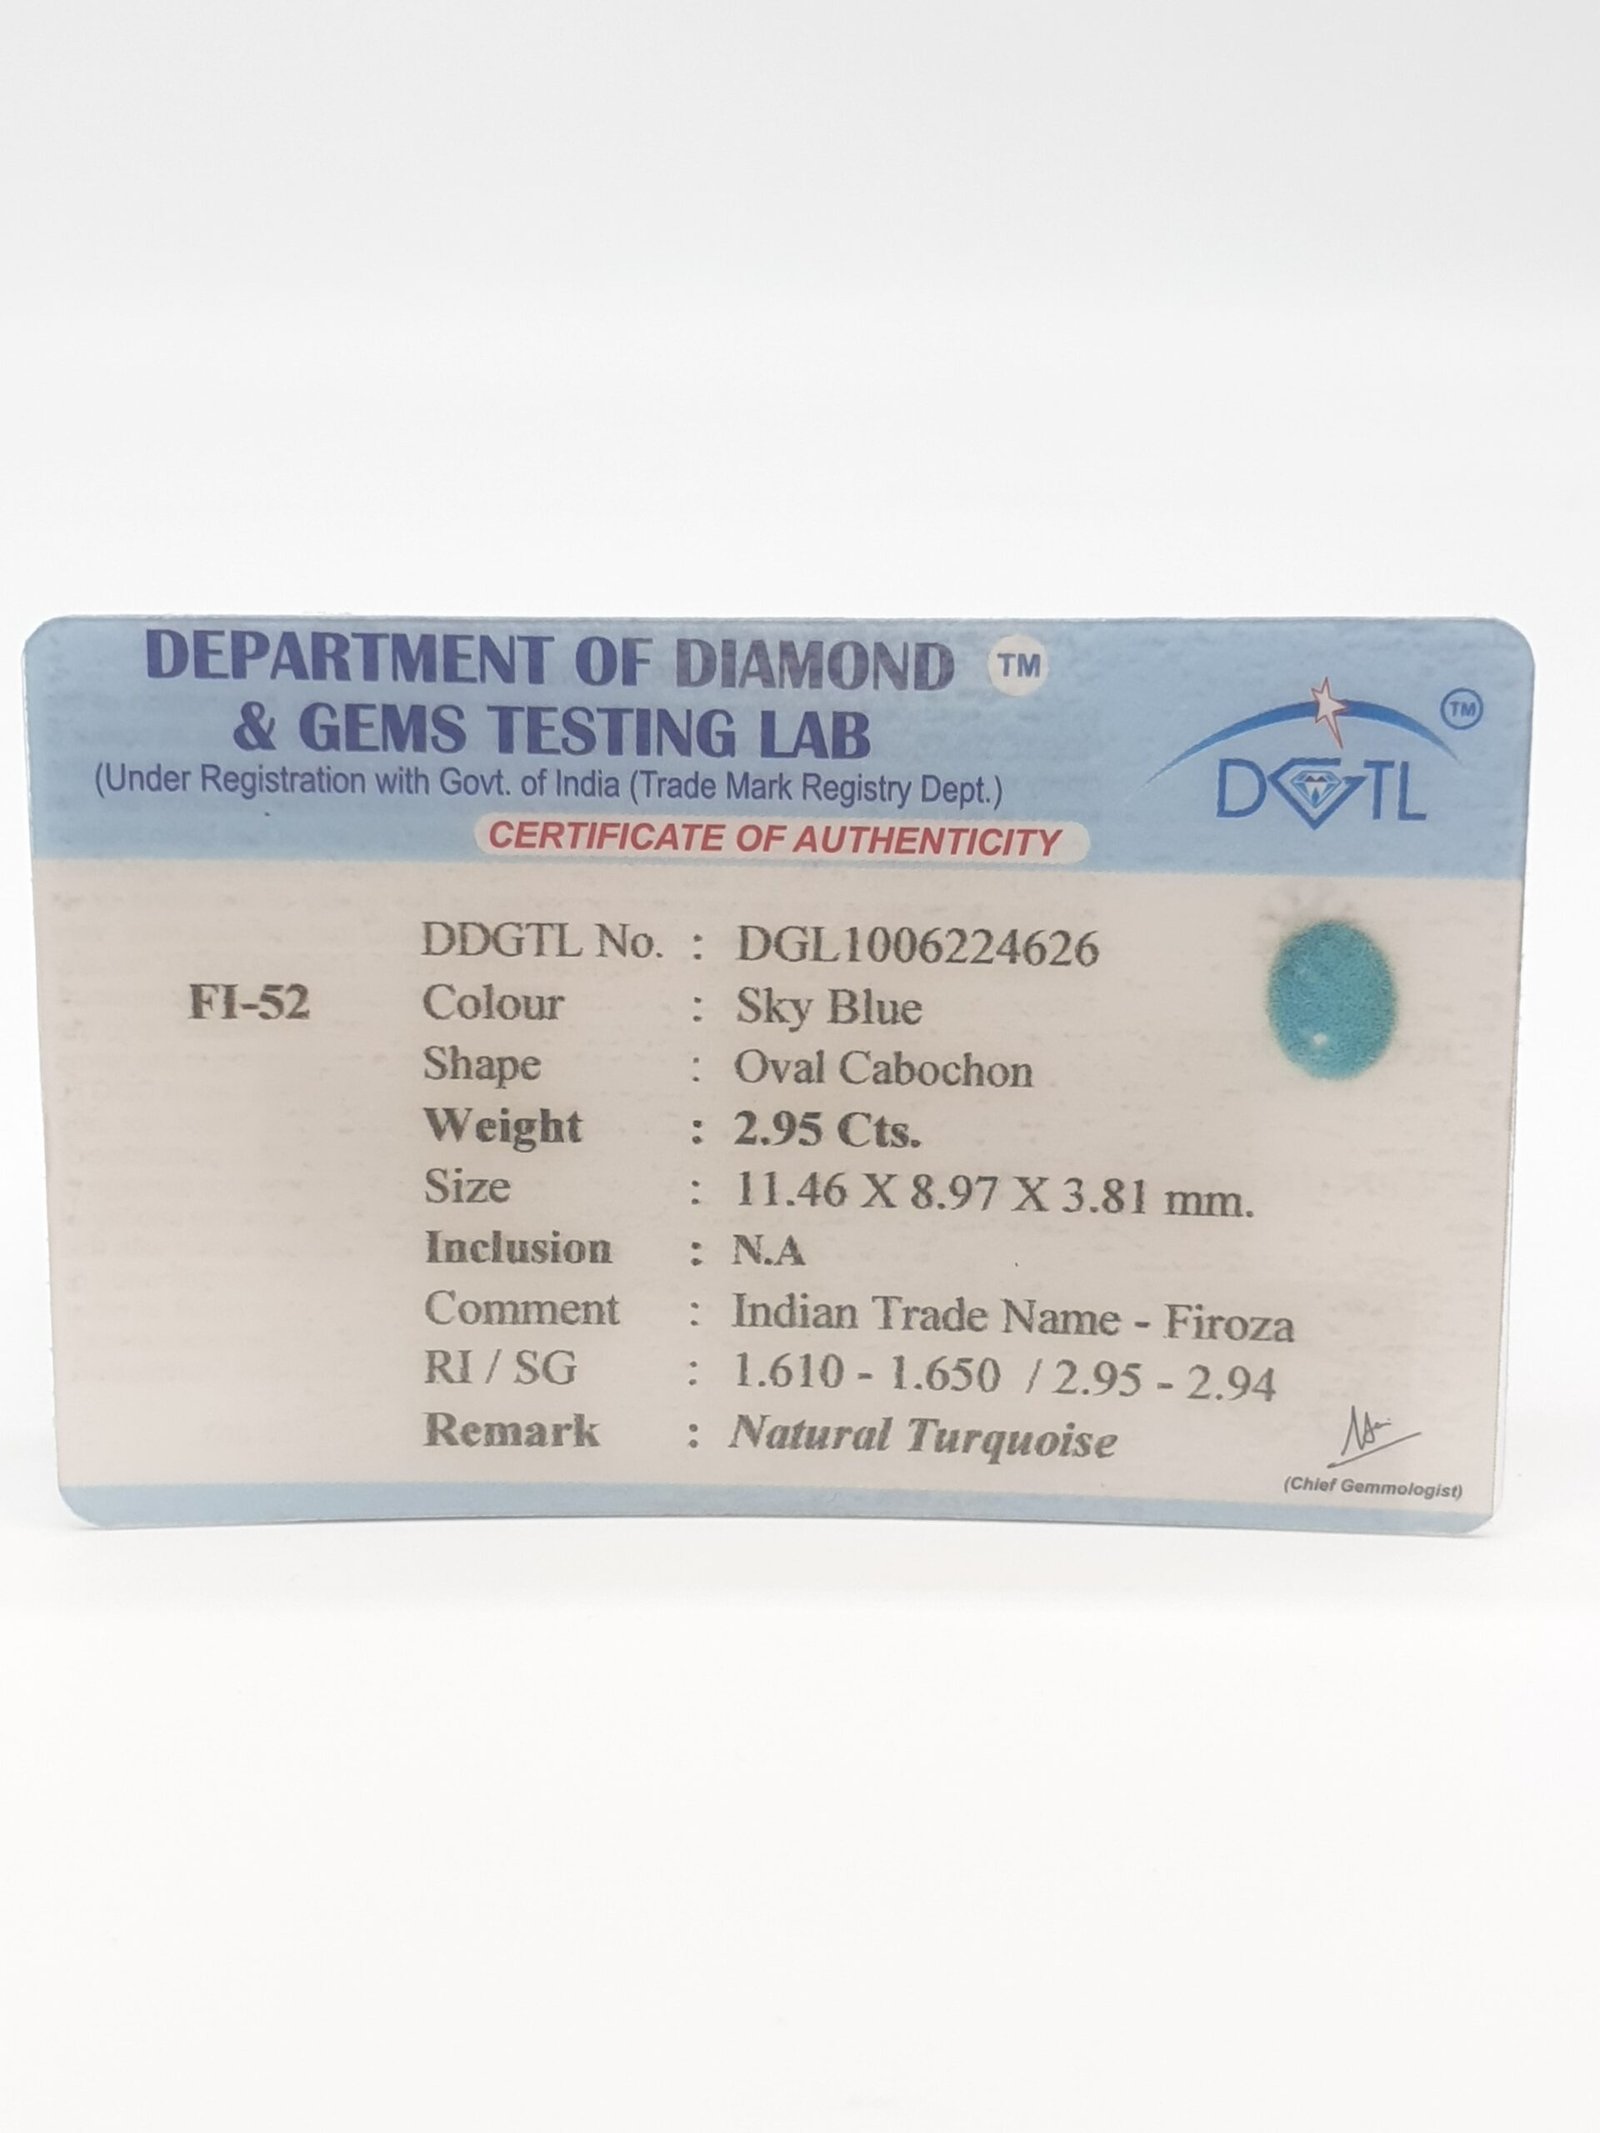 DEPARTMENT OF DIAMOND TM
& GEMS TESTING LAB
(Under Registration with Govt. of India (Trade Mark Registry Dept.)
CERTIFICATE OF AUTHENTICITY
TM
DGTL
DDGTL No. : DGL1006224626
FI-52
Colour : Sky Blue
Shape : Oval Cabochon
Weight : 2.95 Cts.
Size : 11.46 X 8.97 X 3.81 mm.
Inclusion : N.A
Comment : Indian Trade Name - Firoza
RI / SG : 1.610 - 1.650 / 2.95 - 2.94
Remark : Natural Turquoise
(Chief Gemmologist)